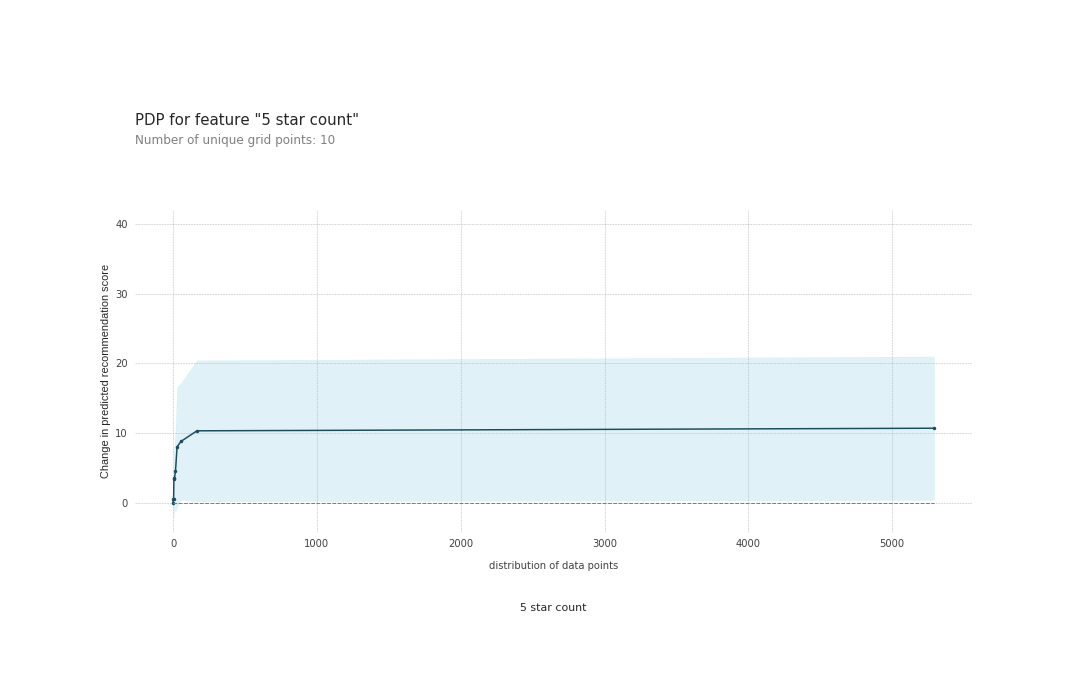 PDP for feature "5 star count"
Number of unique grid points: 10
Change in predicted recommendation score
40
30
20
10
0
0 1000 2000 3000 4000 5000
distribution of data points
5 star count